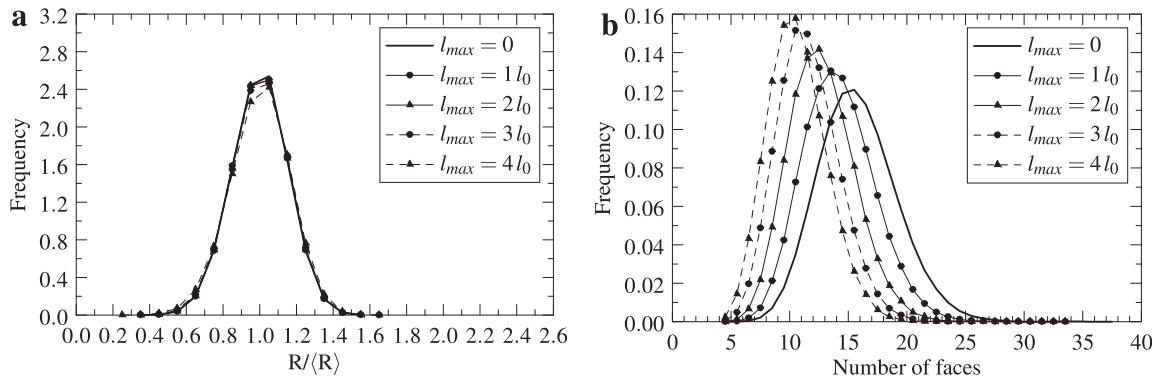 a
3.2
2.8
2.4
2.0
1.6
1.2
0.8
0.4
0.0
Frequency
0.0 0.2 0.4 0.6 0.8 1.0 1.2 1.4 1.6 1.8 2.0 2.2 2.4 2.6
R/⟨R⟩
l_max = 0
l_max = 1 l_0
l_max = 2 l_0
l_max = 3 l_0
l_max = 4 l_0
b
0.16
0.14
0.12
0.10
0.08
0.06
0.04
0.02
0.00
Frequency
0 5 10 15 20 25 30 35 40
Number of faces
l_max = 0
l_max = 1 l_0
l_max = 2 l_0
l_max = 3 l_0
l_max = 4 l_0